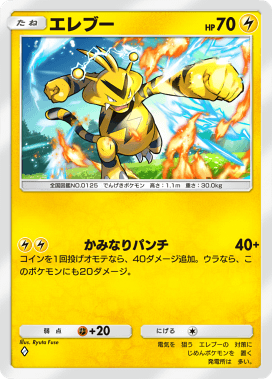 たね エレブー HP70
全国図鑑NO.0125 でんげきポケモン 高さ：1.1m 重さ：30.0kg
かみなりパンチ 40+
コインを1回投げオモテなら、40ダメージ追加。ウラなら、こ
のポケモンにも20ダメージ。
弱点 +20 にげる
Illus. Ryuta Fuse
電気を 狙う エレブーの 対策に
じめんポケモンを 置く
発電所は 多い。